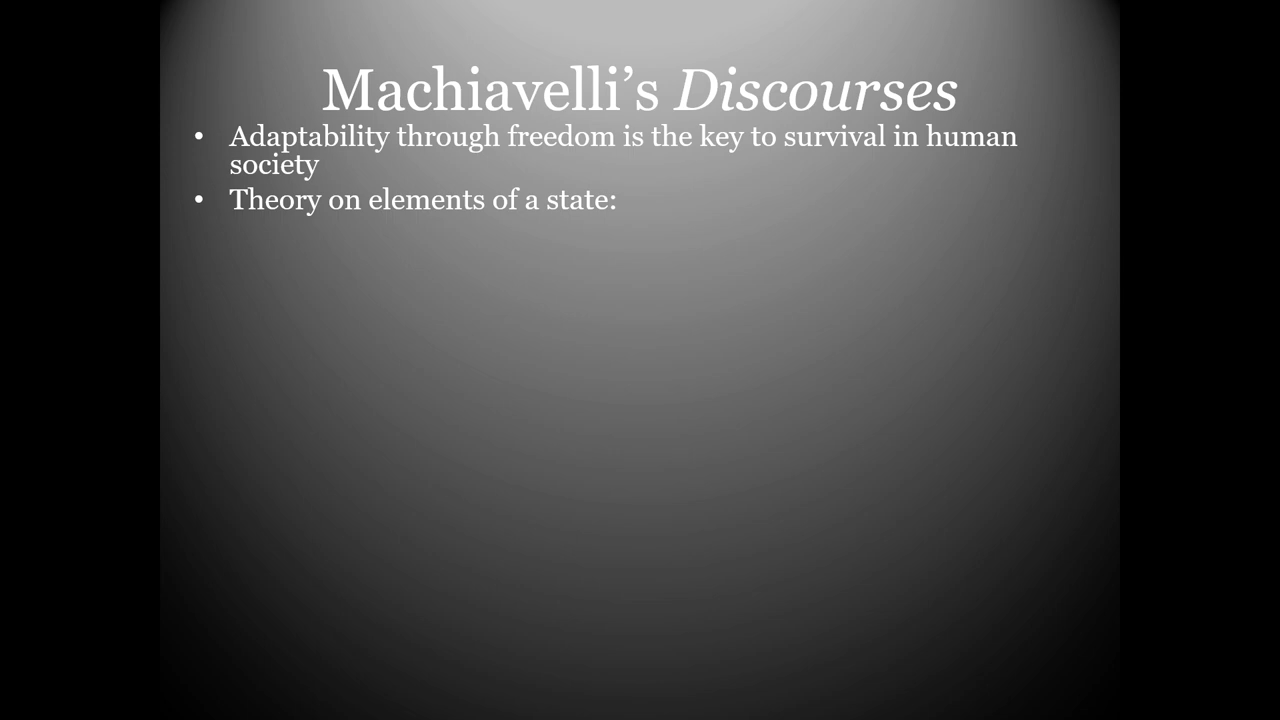 Machiavelli’s Discourses
• Adaptability through freedom is the key to survival in human
society
• Theory on elements of a state: